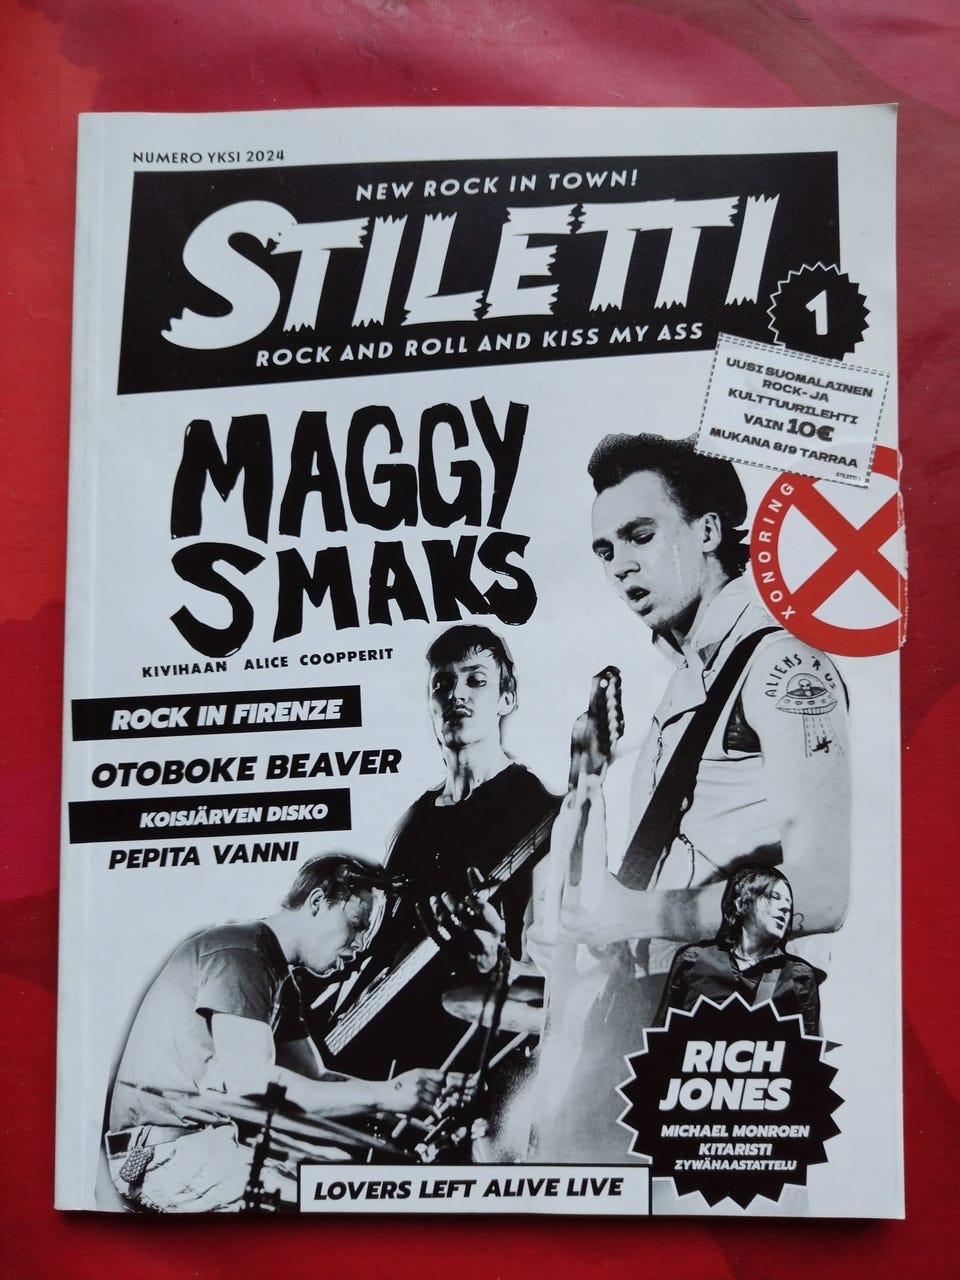 NUMERO YKSI 2024
NEW ROCK IN TOWN!
STILETTI
ROCK AND ROLL AND KISS MY ASS
1
UUSI SUOMALAINEN
ROCK- JA
KULTTUURILEHTI
VAIN 10€
MUKANA 8/9 TARRAA
STILETTI 1
MAGGY
SMAKS
XONORING
KIVIHAAN ALICE COOPPERIT
ALIENS 'R US
ROCK IN FIRENZE
OTOBOKE BEAVER
KOISJÄRVEN DISKO
PEPITA VANNI
RICH
JONES
MICHAEL MONROEN
KITARISTI
ZYWÄHAASTATTELU
LOVERS LEFT ALIVE LIVE